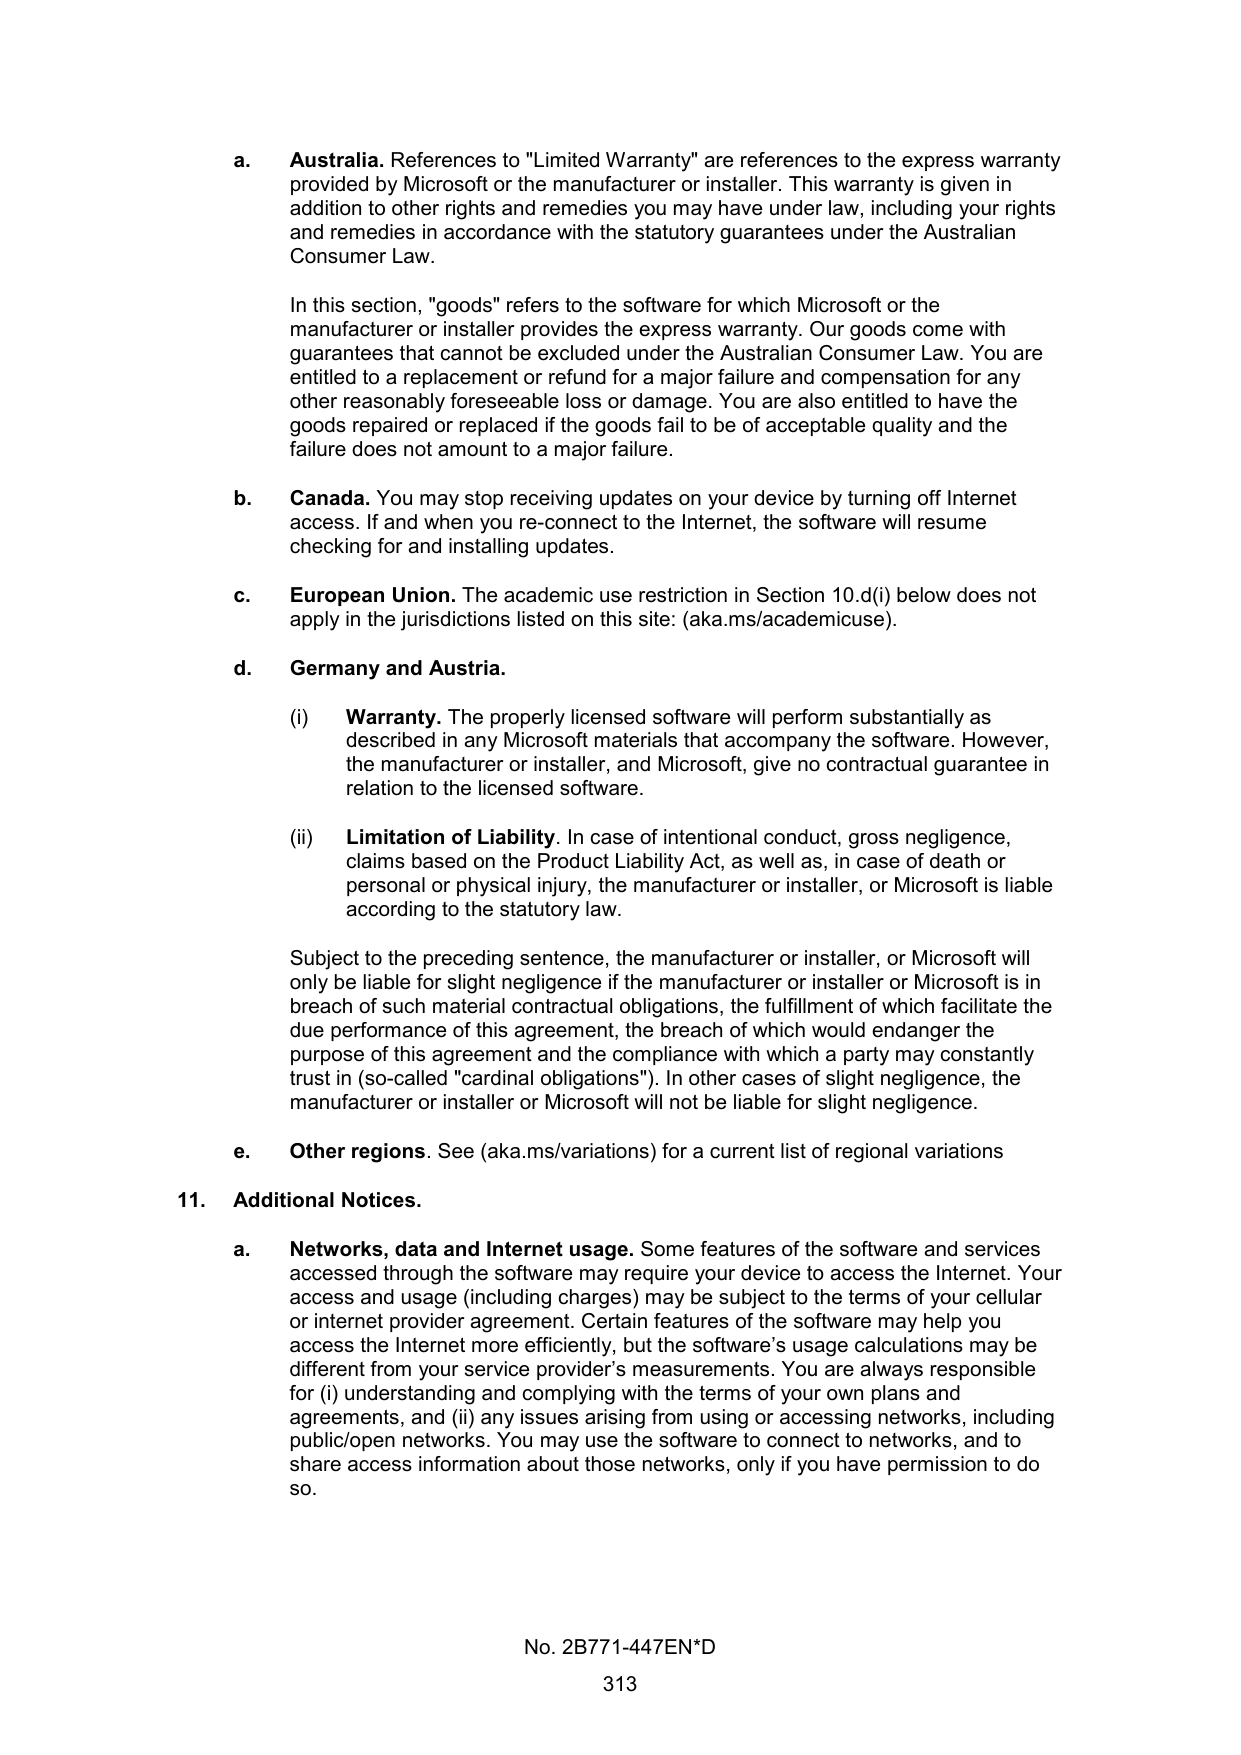 a. Australia. References to "Limited Warranty" are references to the express warranty
provided by Microsoft or the manufacturer or installer. This warranty is given in
addition to other rights and remedies you may have under law, including your rights
and remedies in accordance with the statutory guarantees under the Australian
Consumer Law.
In this section, "goods" refers to the software for which Microsoft or the
manufacturer or installer provides the express warranty. Our goods come with
guarantees that cannot be excluded under the Australian Consumer Law. You are
entitled to a replacement or refund for a major failure and compensation for any
other reasonably foreseeable loss or damage. You are also entitled to have the
goods repaired or replaced if the goods fail to be of acceptable quality and the
failure does not amount to a major failure.
b. Canada. You may stop receiving updates on your device by turning off Internet
access. If and when you re-connect to the Internet, the software will resume
checking for and installing updates.
c. European Union. The academic use restriction in Section 10.d(i) below does not
apply in the jurisdictions listed on this site: (aka.ms/academicuse).
d. Germany and Austria.
(i) Warranty. The properly licensed software will perform substantially as
described in any Microsoft materials that accompany the software. However,
the manufacturer or installer, and Microsoft, give no contractual guarantee in
relation to the licensed software.
(ii) Limitation of Liability. In case of intentional conduct, gross negligence,
claims based on the Product Liability Act, as well as, in case of death or
personal or physical injury, the manufacturer or installer, or Microsoft is liable
according to the statutory law.
Subject to the preceding sentence, the manufacturer or installer, or Microsoft will
only be liable for slight negligence if the manufacturer or installer or Microsoft is in
breach of such material contractual obligations, the fulfillment of which facilitate the
due performance of this agreement, the breach of which would endanger the
purpose of this agreement and the compliance with which a party may constantly
trust in (so-called "cardinal obligations"). In other cases of slight negligence, the
manufacturer or installer or Microsoft will not be liable for slight negligence.
e. Other regions. See (aka.ms/variations) for a current list of regional variations
11. Additional Notices.
a. Networks, data and Internet usage. Some features of the software and services
accessed through the software may require your device to access the Internet. Your
access and usage (including charges) may be subject to the terms of your cellular
or internet provider agreement. Certain features of the software may help you
access the Internet more efficiently, but the software’s usage calculations may be
different from your service provider’s measurements. You are always responsible
for (i) understanding and complying with the terms of your own plans and
agreements, and (ii) any issues arising from using or accessing networks, including
public/open networks. You may use the software to connect to networks, and to
share access information about those networks, only if you have permission to do
so.
No. 2B771-447EN*D
313